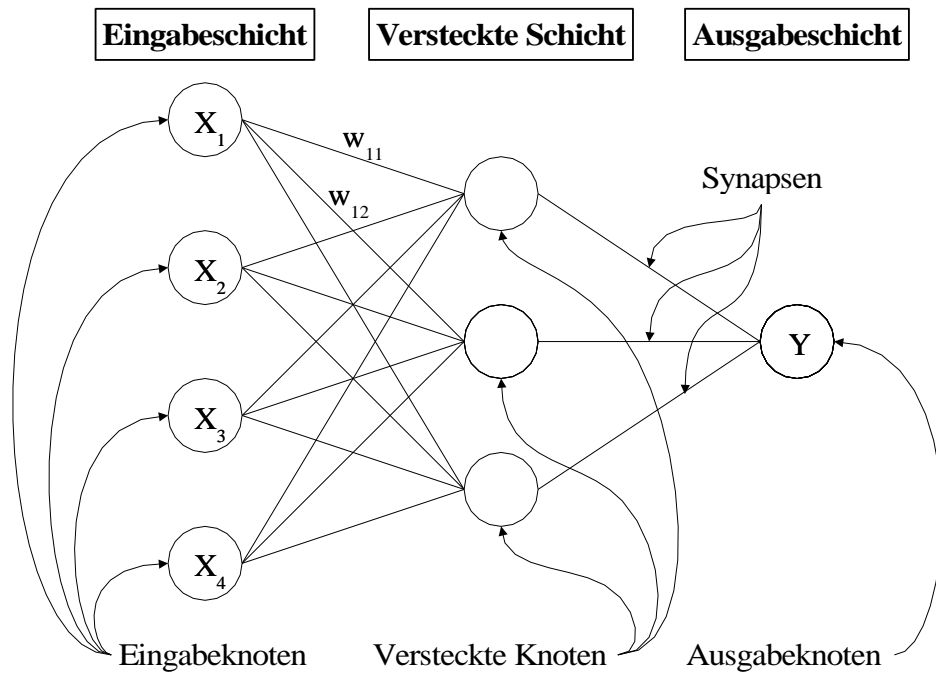 Eingabeschicht
Versteckte Schicht
Ausgabeschicht
X1
w11
w12
Synapsen
X2
Y
X3
X4
Eingabeknoten
Versteckte Knoten
Ausgabeknoten